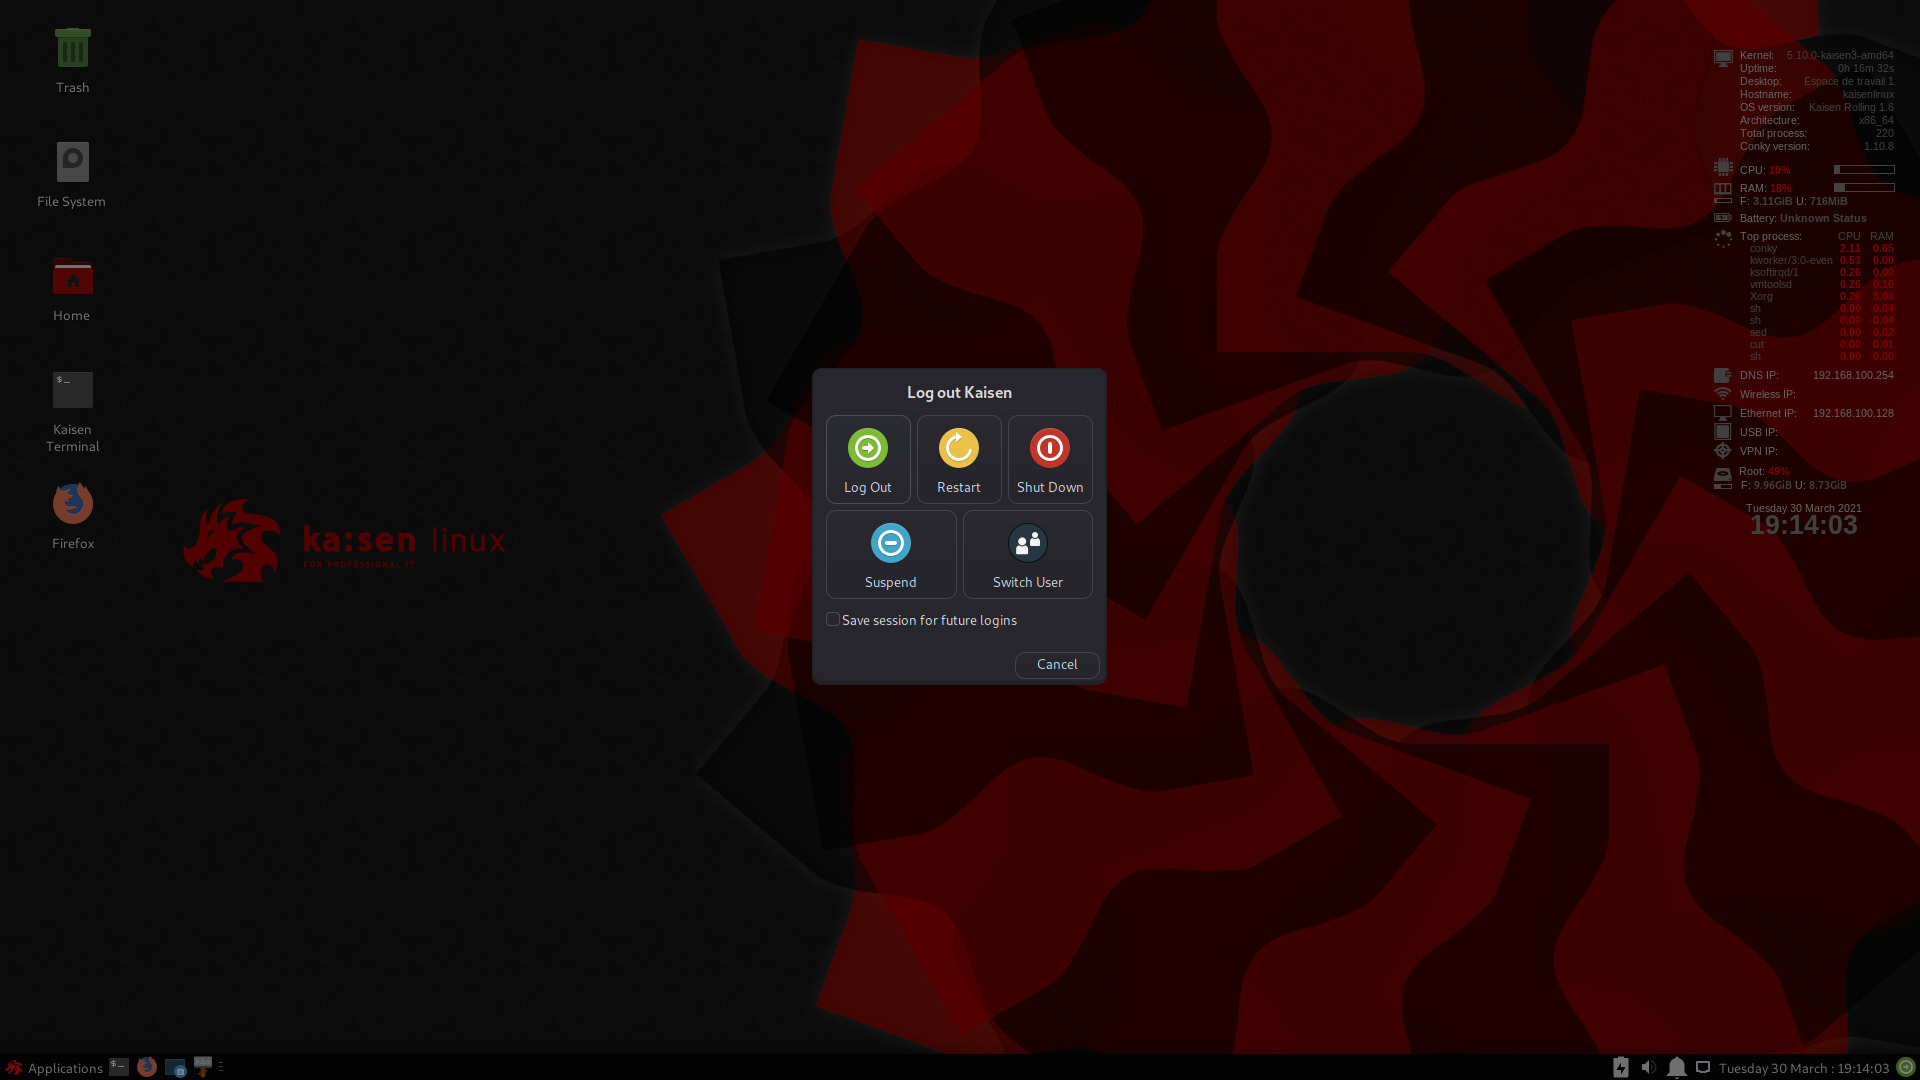 Trash
File System
Home
$_
Kaisen
Terminal
Firefox
ka:sen linux
FOR PROFESSIONAL IT
Log out Kaisen
Log Out
Restart
Shut Down
Suspend
Switch User
Save session for future logins
Cancel
Kernel: 5.10.0-kaisen3-amd64
Uptime: 0h 16m 32s
Desktop: Espace de travail 1
Hostname: kaisenlinux
OS version: Kaisen Rolling 1.6
Architecture: x86_64
Total process: 220
Conky version: 1.10.8
CPU: 10%
RAM: 18%
F: 3.11GiB U: 716MiB
Battery: Unknown Status
Top process: CPU RAM
conky 2.11 0.65
kworker/3:0-even 0.53 0.00
ksoftirqd/1 0.26 0.00
vmtoolsd 0.26 0.16
Xorg 0.26 3.06
sh 0.00 0.04
sh 0.00 0.04
sed 0.00 0.02
cut 0.00 0.01
sh 0.00 0.00
DNS IP: 192.168.100.254
Wireless IP:
Ethernet IP: 192.168.100.128
USB IP:
VPN IP:
Root: 49%
F: 9.96GiB U: 8.73GiB
Tuesday 30 March 2021
19:14:03
Applications $_
Tuesday 30 March : 19:14:03